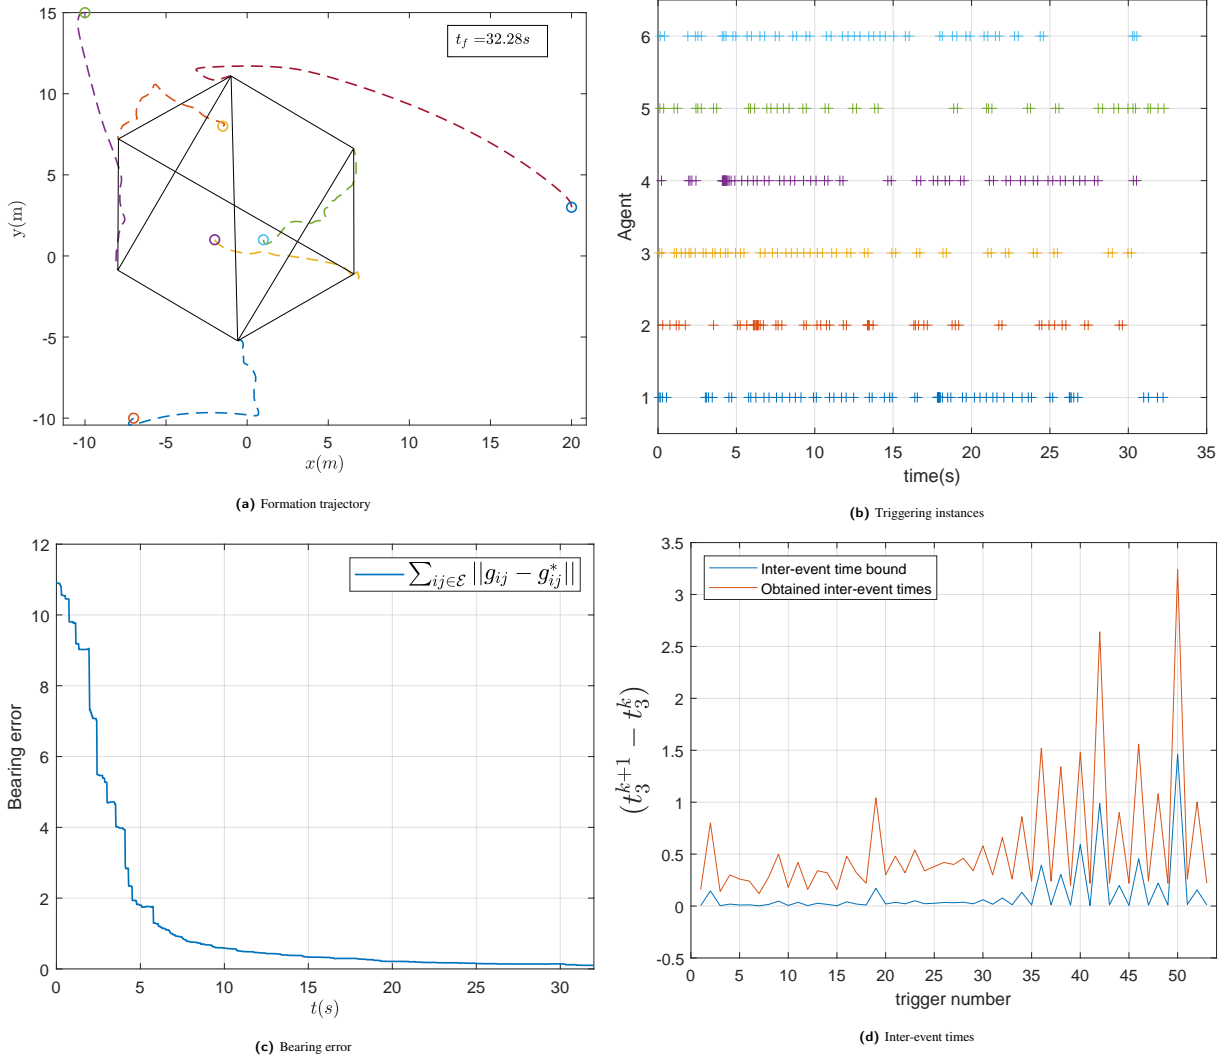 t_f = 32.28s
15
10
5
0
-5
-10
y(m)
-10 -5 0 5 10 15 20
x(m)
(a) Formation trajectory
6
5
4
3
2
1
Agent
0 5 10 15 20 25 30 35
time(s)
(b) Triggering instances
12
10
8
6
4
2
0
Bearing error
∑_{ij∈ℰ} ||g_{ij} − g*_{ij}||
0 5 10 15 20 25 30
t(s)
(c) Bearing error
3.5
3
2.5
2
1.5
1
0.5
0
-0.5
(t_3^{k+1} − t_3^k)
Inter-event time bound
Obtained inter-event times
0 5 10 15 20 25 30 35 40 45 50
trigger number
(d) Inter-event times